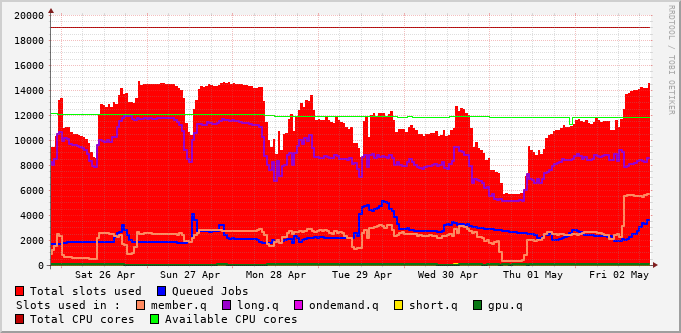 20000
18000
16000
14000
12000
10000
8000
6000
4000
2000
0
Sat 26 Apr Sun 27 Apr Mon 28 Apr Tue 29 Apr Wed 30 Apr Thu 01 May Fri 02 May
Total slots used Queued Jobs
Slots used in : member.q long.q ondemand.q short.q gpu.q
Total CPU cores Available CPU cores
RRDTOOL / TOBI OETIKER